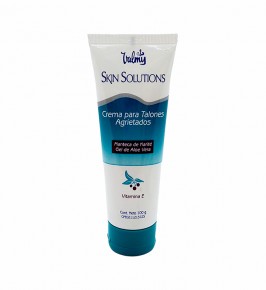 Valmy
SKIN SOLUTIONS
Crema para Talones
Agrietados
Manteca de Karité
Gel de Aloe Vera
Vitamina E
Cont. Neto 100 g